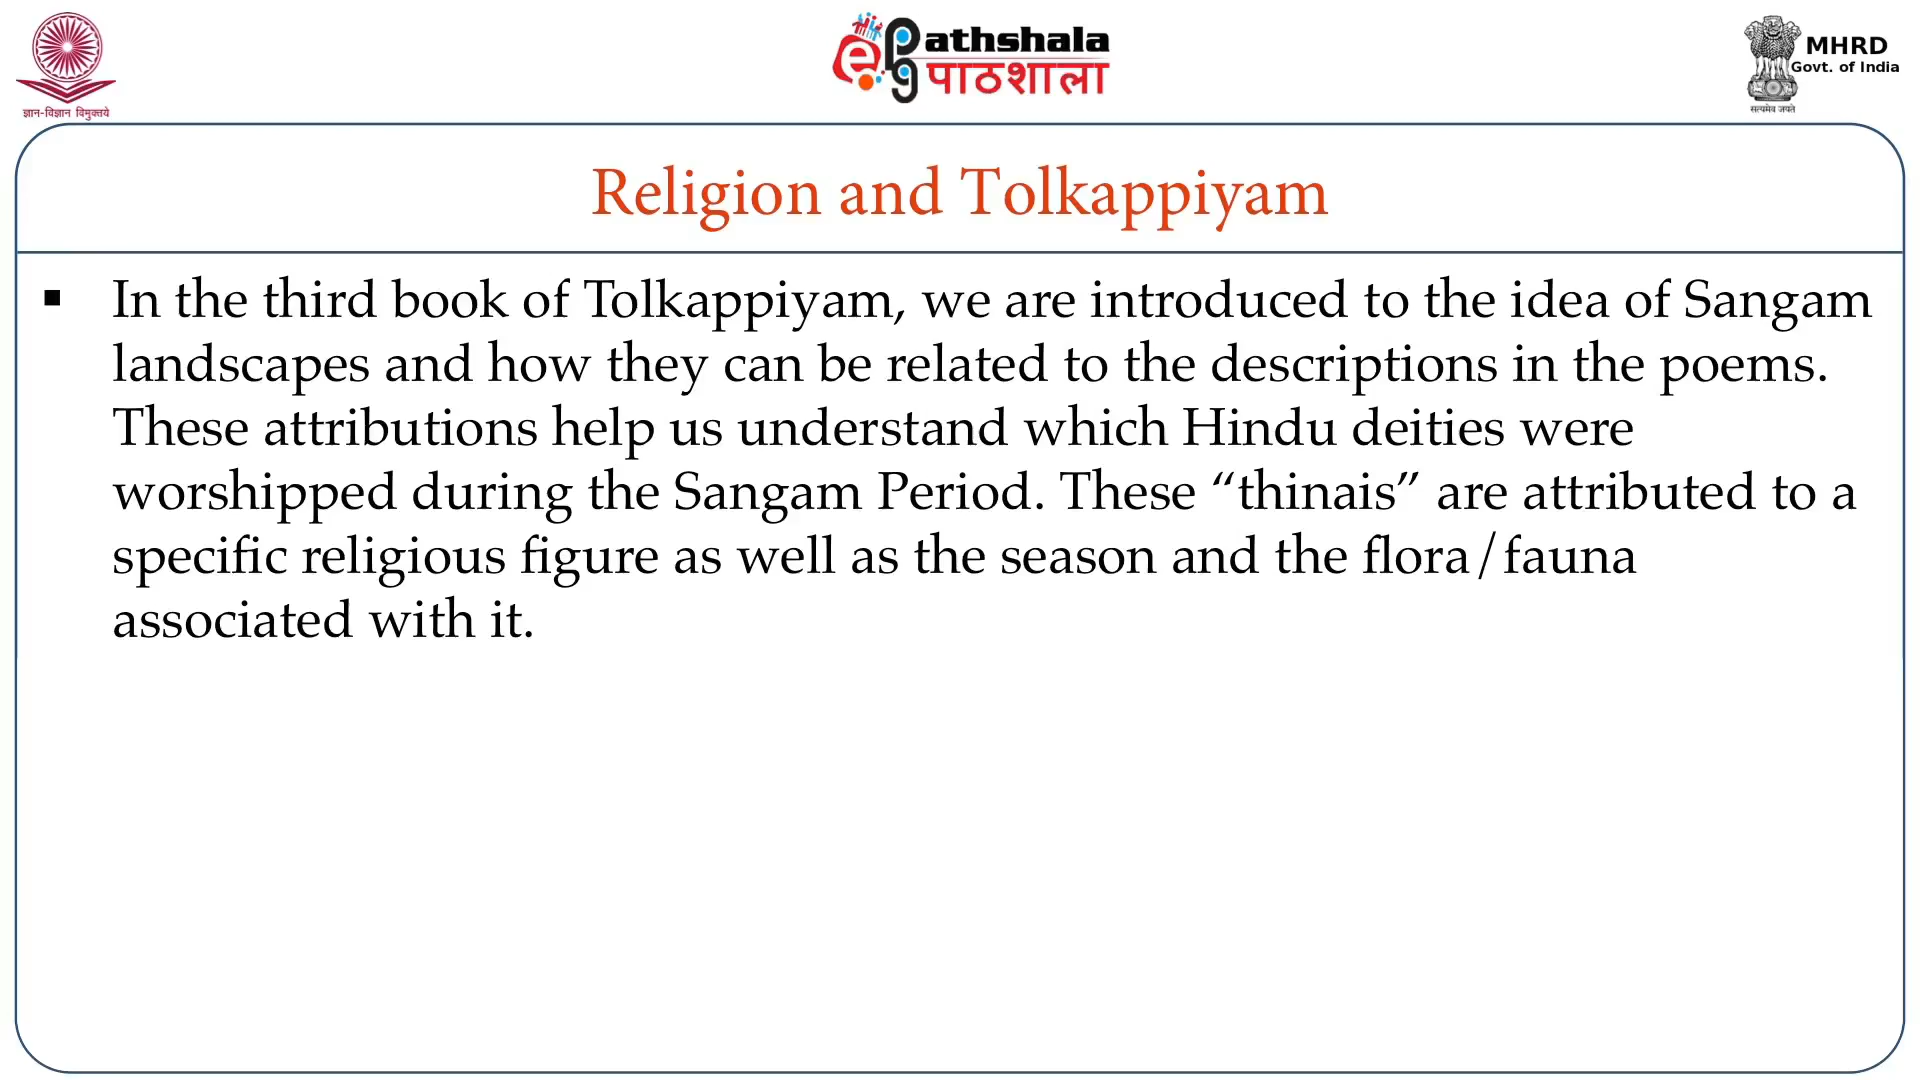 ज्ञान-विज्ञान विमुक्तये
e Pathshala
पाठशाला
MHRD
Govt. of India
सत्यमेव जयते
Religion and Tolkappiyam
▪ In the third book of Tolkappiyam, we are introduced to the idea of Sangam
landscapes and how they can be related to the descriptions in the poems.
These attributions help us understand which Hindu deities were
worshipped during the Sangam Period. These “thinais” are attributed to a
specific religious figure as well as the season and the flora/fauna
associated with it.